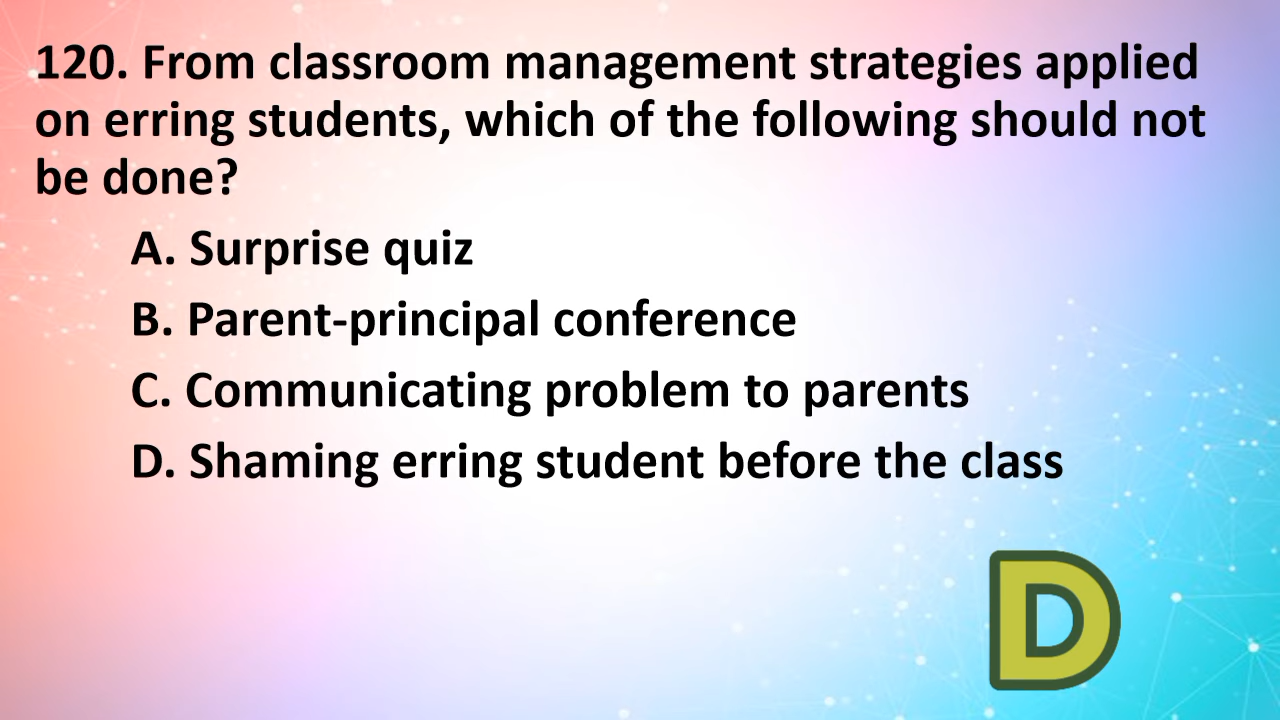 120. From classroom management strategies applied
on erring students, which of the following should not
be done?
A. Surprise quiz
B. Parent-principal conference
C. Communicating problem to parents
D. Shaming erring student before the class
D